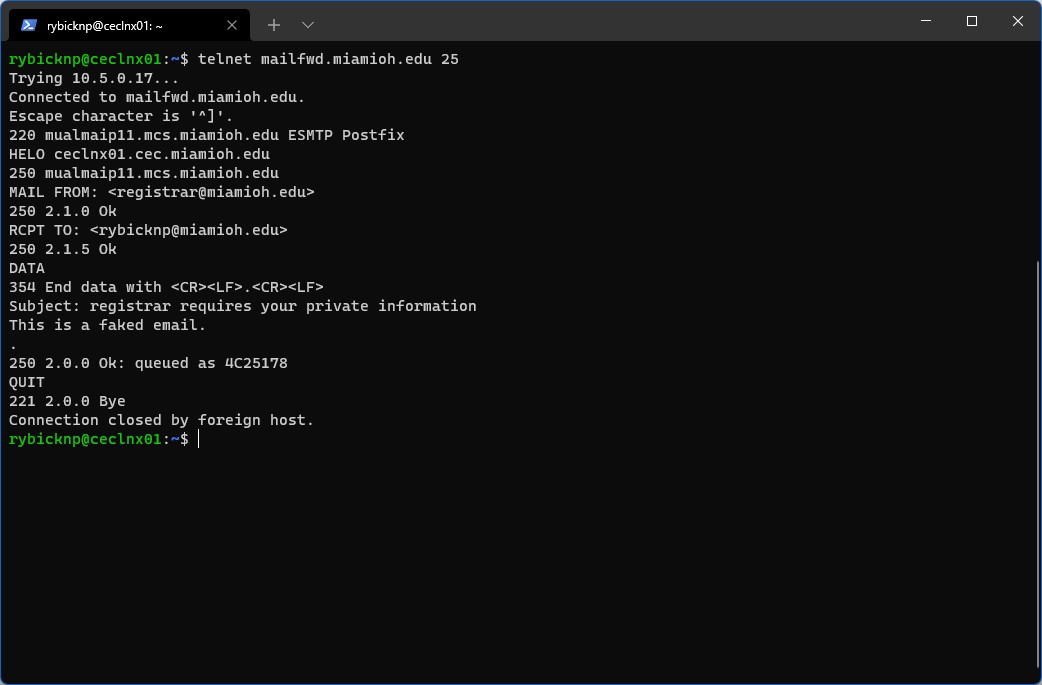 rybicknp@ceclnx01: ~
rybicknp@ceclnx01:~$ telnet mailfwd.miamioh.edu 25
Trying 10.5.0.17...
Connected to mailfwd.miamioh.edu.
Escape character is '^]'.
220 mualmaip11.mcs.miamioh.edu ESMTP Postfix
HELO ceclnx01.cec.miamioh.edu
250 mualmaip11.mcs.miamioh.edu
MAIL FROM: <registrar@miamioh.edu>
250 2.1.0 Ok
RCPT TO: <rybicknp@miamioh.edu>
250 2.1.5 Ok
DATA
354 End data with <CR><LF>.<CR><LF>
Subject: registrar requires your private information
This is a faked email.
.
250 2.0.0 Ok: queued as 4C25178
QUIT
221 2.0.0 Bye
Connection closed by foreign host.
rybicknp@ceclnx01:~$